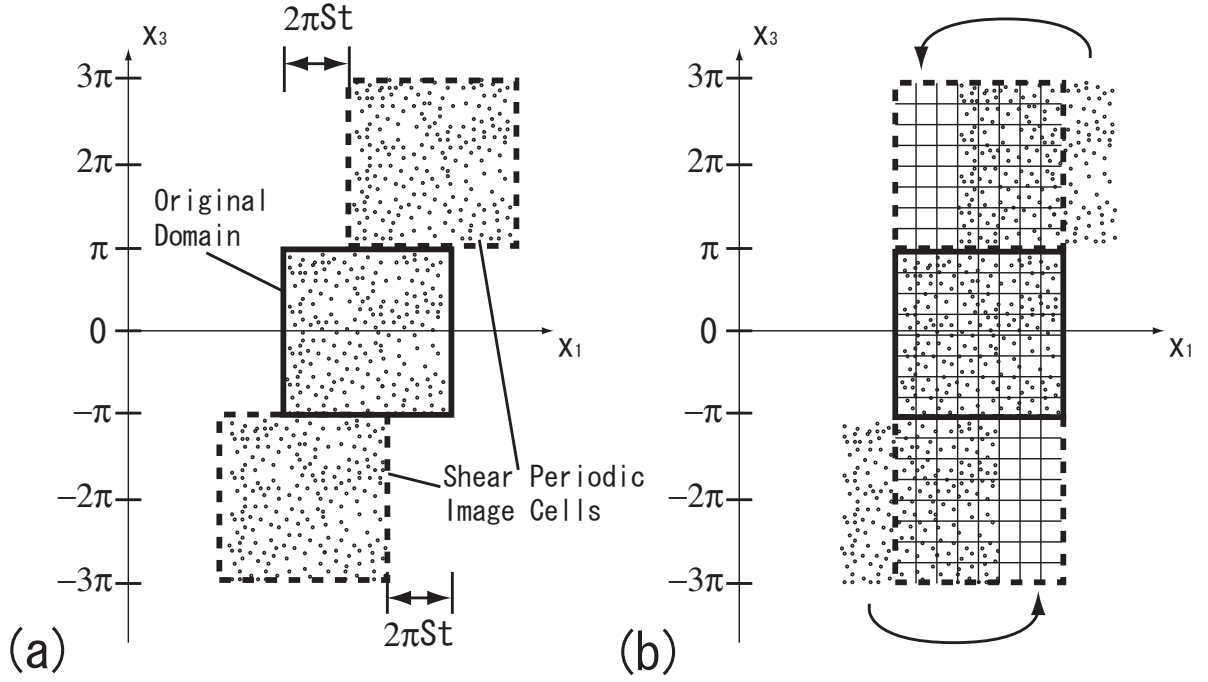 2πSt
X3
3π
2π
Original
Domain
π
0
X1
−π
Shear Periodic
Image Cells
−2π
−3π
2πSt
(a)
X3
3π
2π
π
0
X1
−π
−2π
−3π
(b)